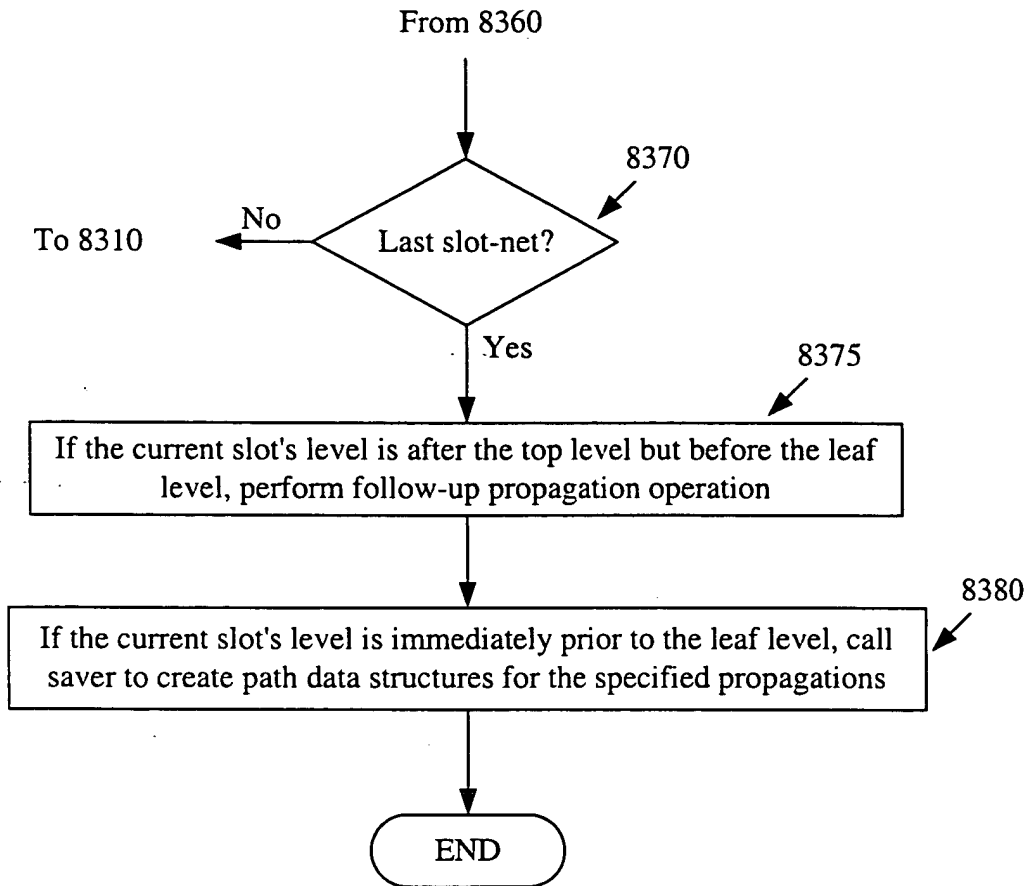 From 8360
8370
No
To 8310
Last slot-net?
Yes
8375
If the current slot's level is after the top level but before the leaf
level, perform follow-up propagation operation
8380
If the current slot's level is immediately prior to the leaf level, call
saver to create path data structures for the specified propagations
END